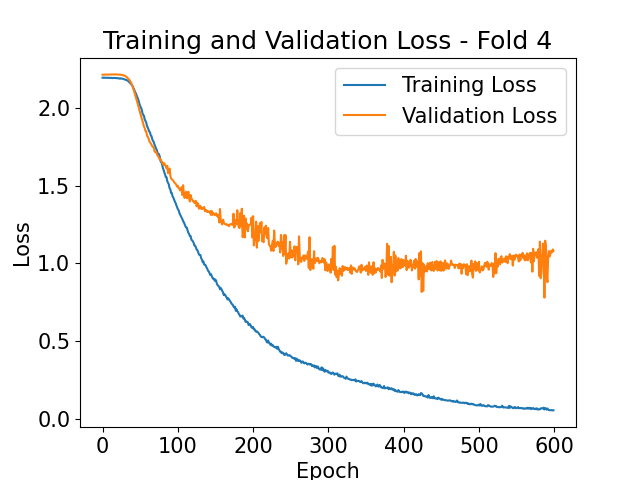 Training and Validation Loss - Fold 4
Training Loss
Validation Loss
Loss
2.0
1.5
1.0
0.5
0.0
0 100 200 300 400 500 600
Epoch